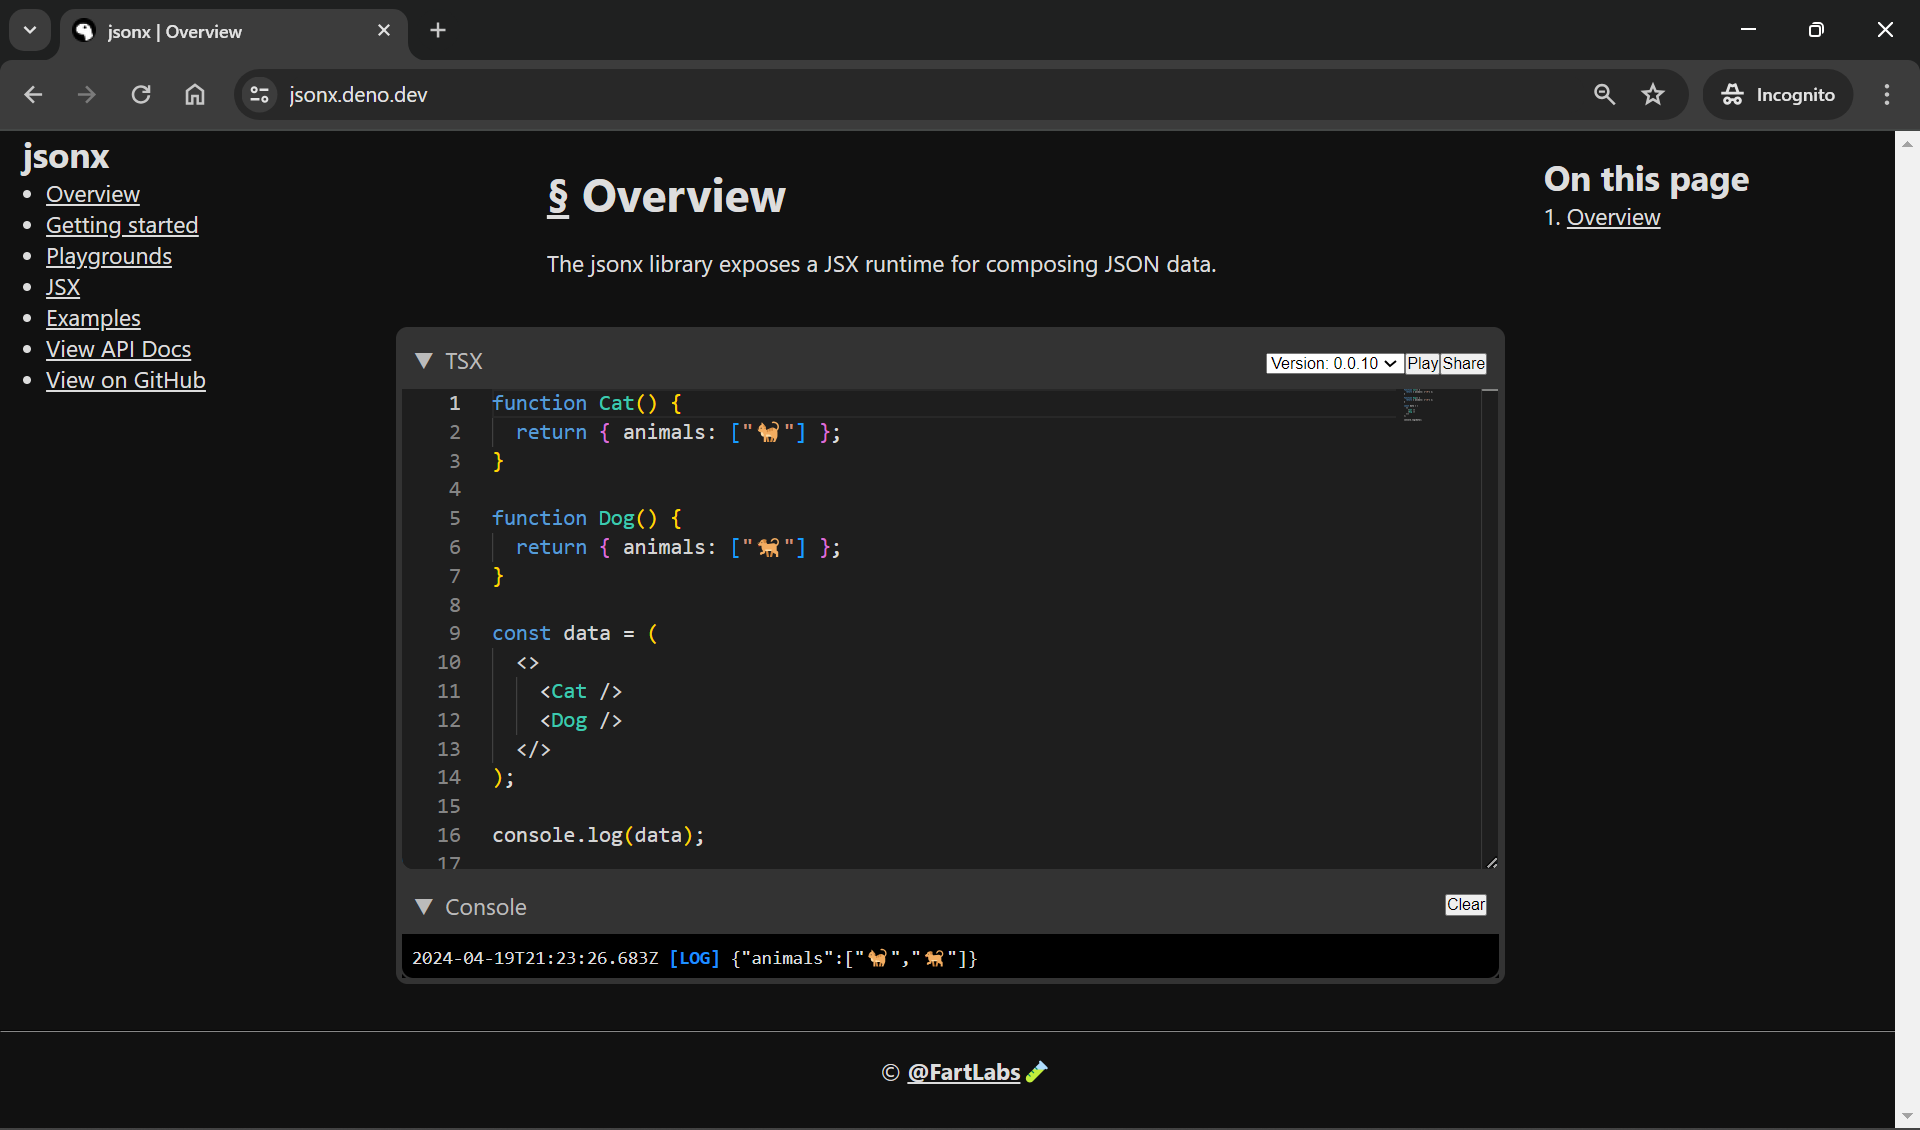 jsonx | Overview
jsonx.deno.dev
Incognito
jsonx
Overview
Getting started
Playgrounds
JSX
Examples
View API Docs
View on GitHub
§ Overview
The jsonx library exposes a JSX runtime for composing JSON data.
On this page
1. Overview
TSX
Version: 0.0.10
Play
Share
1 function Cat() {
2   return { animals: ["🐈"] };
3 }
4
5 function Dog() {
6   return { animals: ["🐕"] };
7 }
8
9 const data = (
10   <>
11     <Cat />
12     <Dog />
13   </>
14 );
15
16 console.log(data);
17
Console
Clear
2024-04-19T21:23:26.683Z [LOG] {"animals":["🐈","🐕"]}
© @FartLabs 🧪